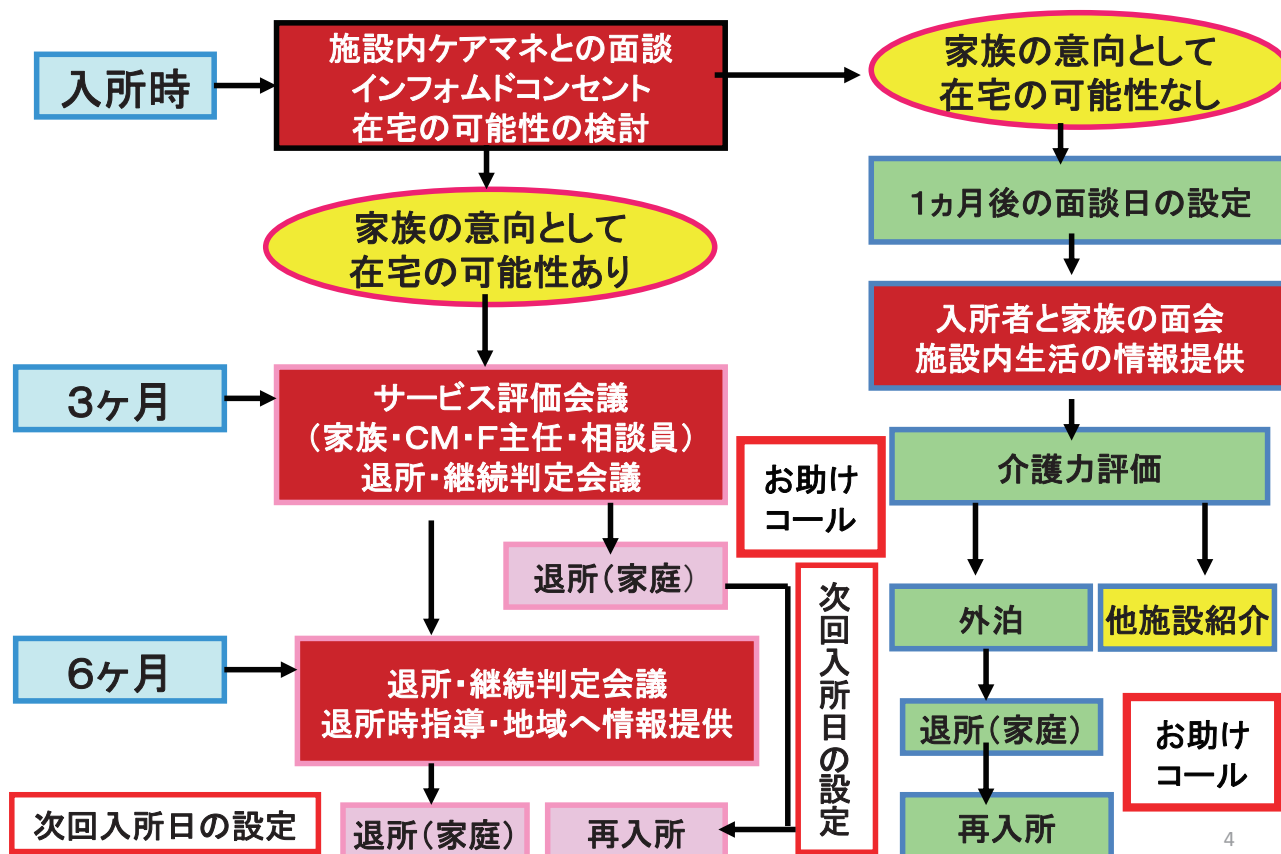 入所時
施設内ケアマネとの面談
インフォムドコンセント
在宅の可能性の検討
家族の意向として
在宅の可能性なし
家族の意向として
在宅の可能性あり
1ヵ月後の面談日の設定
入所者と家族の面会
施設内生活の情報提供
3ヶ月
サービス評価会議
（家族・CM・F主任・相談員）
退所・継続判定会議
お助け
コール
介護力評価
退所（家庭）
次回入所日の設定
外泊
他施設紹介
6ヶ月
退所・継続判定会議
退所時指導・地域へ情報提供
退所（家庭）
お助け
コール
次回入所日の設定
退所（家庭）
再入所
再入所
4